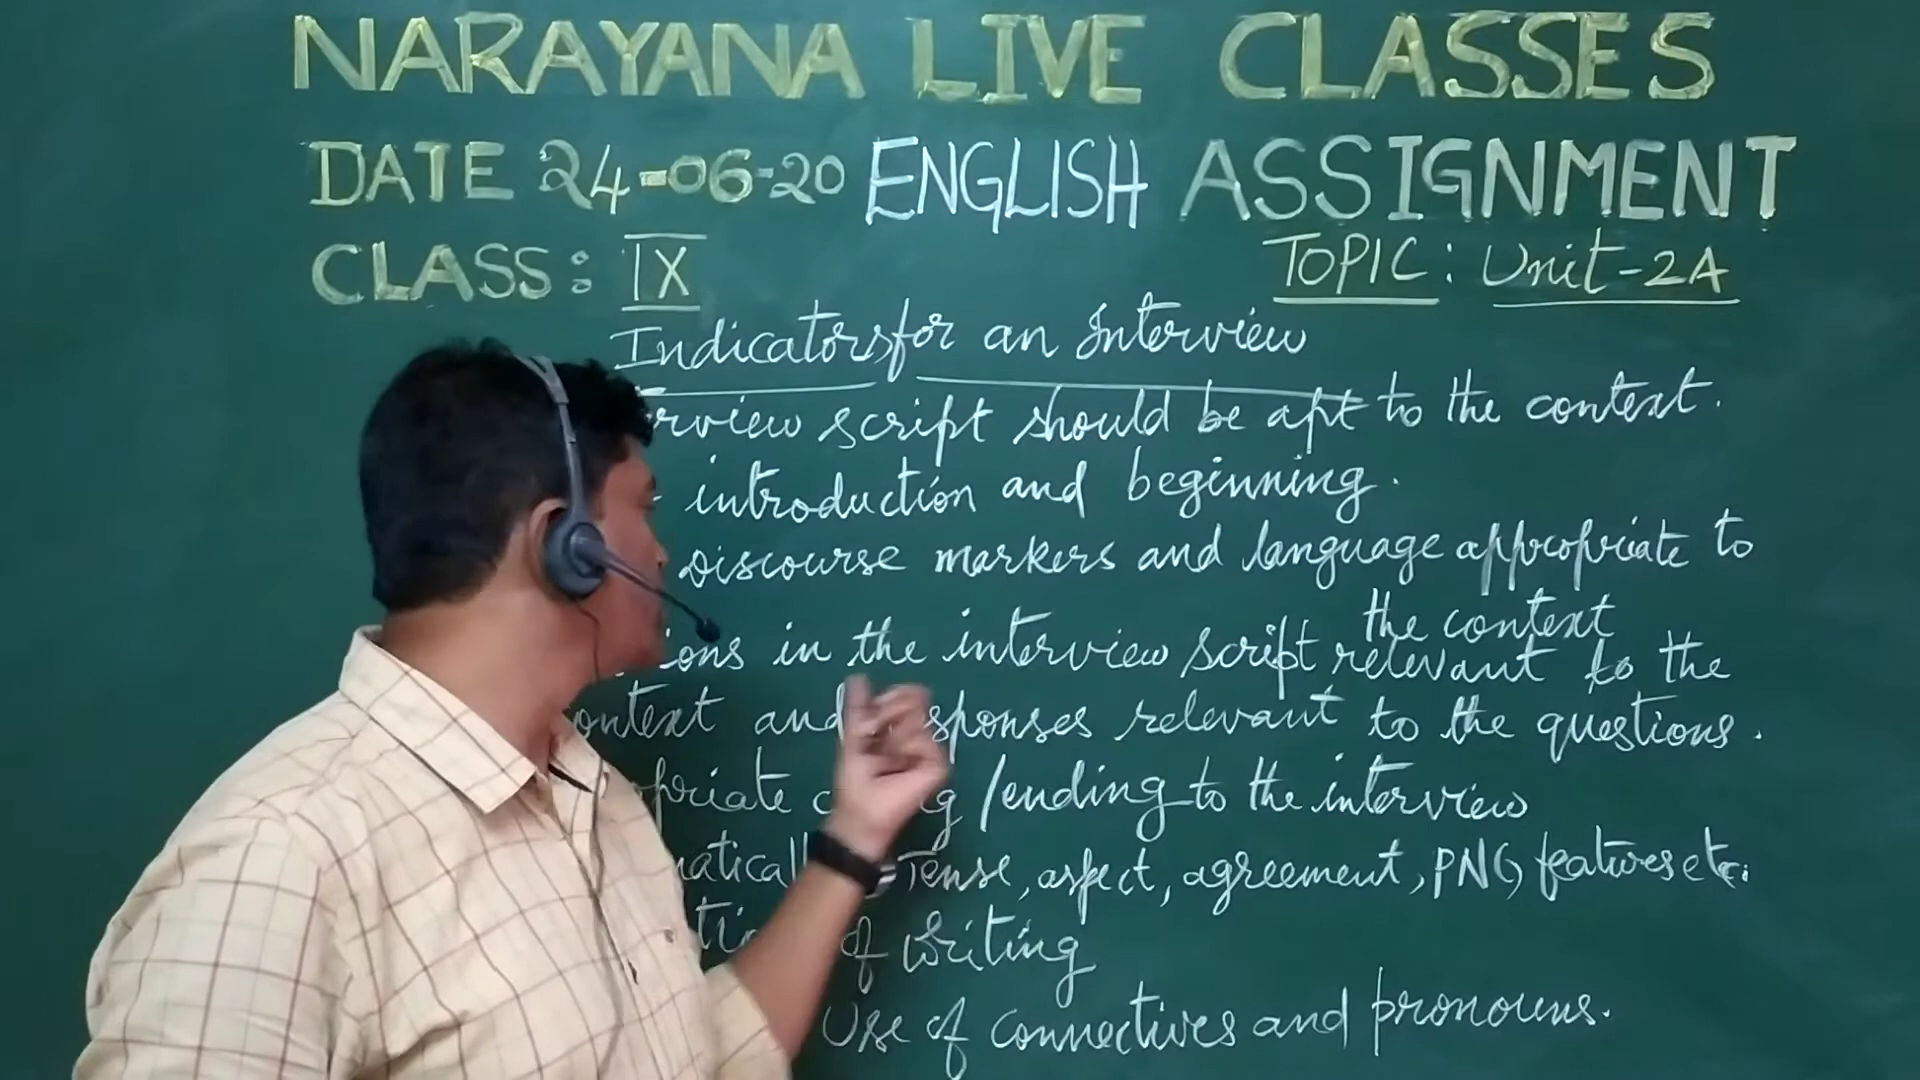 NARAYANA LIVE CLASSES
DATE 24-06-20 ENGLISH ASSIGNMENT
CLASS: IX TOPIC: Unit-2A
Indicators for an Interview
rview script should be apt to the context.
introduction and beginning.
Discourse markers and language appropriate to
the context
ions in the interview script, relevant to the
ontext and sponses relevant to the questions.
opriate c g /ending to the interview
matical Tense, aspect, agreement, PNG features etc.
of writing
Use of connectives and pronouns.